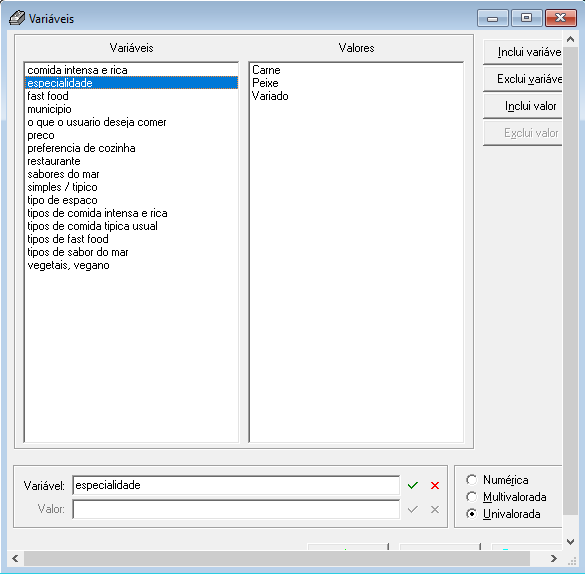 Variáveis
Variáveis
Valores
comida intensa e rica
especialidade
fast food
municipio
o que o usuario deseja comer
preco
preferencia de cozinha
restaurante
sabores do mar
simples / tipico
tipo de espaco
tipos de comida intensa e rica
tipos de comida tipica usual
tipos de fast food
tipos de sabor do mar
vegetais, vegano
Carne
Peixe
Variado
Inclui variáve
Exclui variáve
Inclui valor
Exclui valor
Variável:
especialidade
Valor:
Numérica
Multivalorada
Univalorada